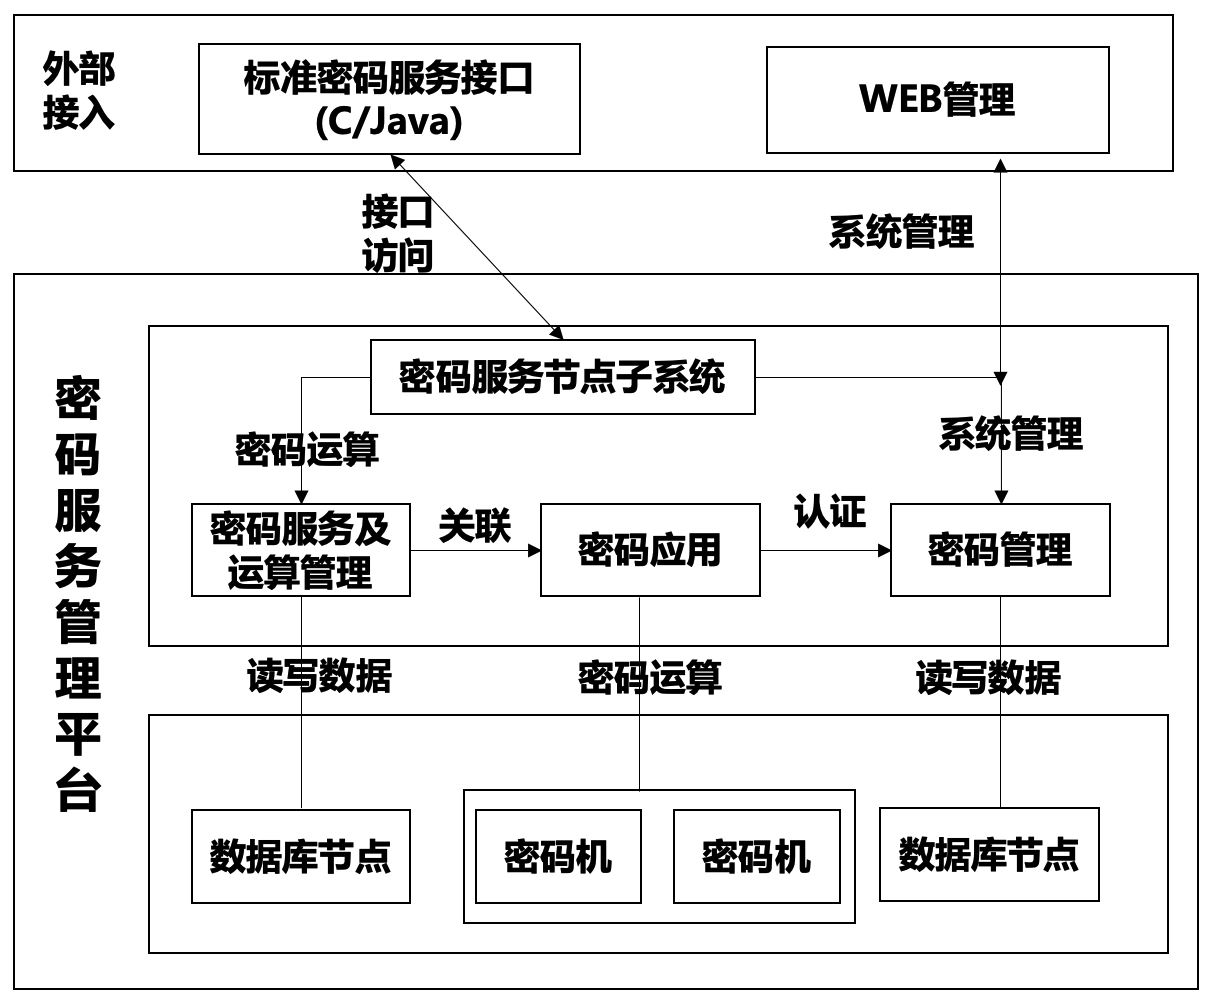 外部
接入
标准密码服务接口
(C/Java)
WEB管理
接口
访问
系统管理
密码服务管理平台
密码服务节点子系统
密码运算
系统管理
密码服务及
运算管理
关联
密码应用
认证
密码管理
读写数据
密码运算
读写数据
数据库节点
密码机
密码机
数据库节点